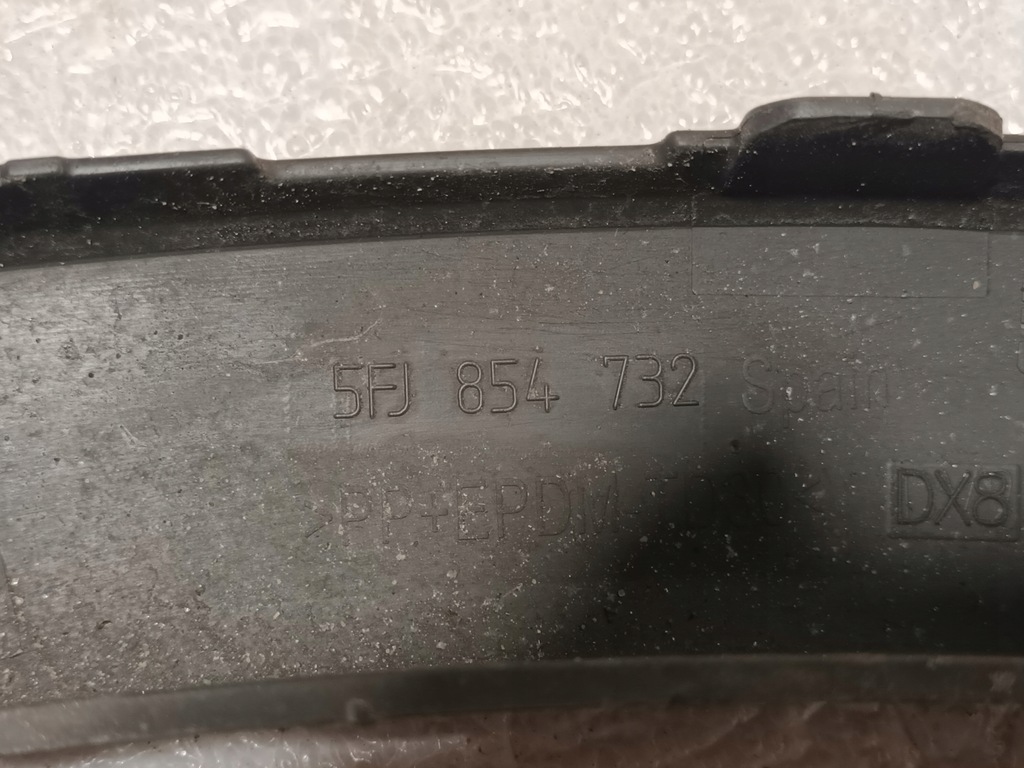 5FJ 854 732 Spain
>PP+EPDM-
DX8